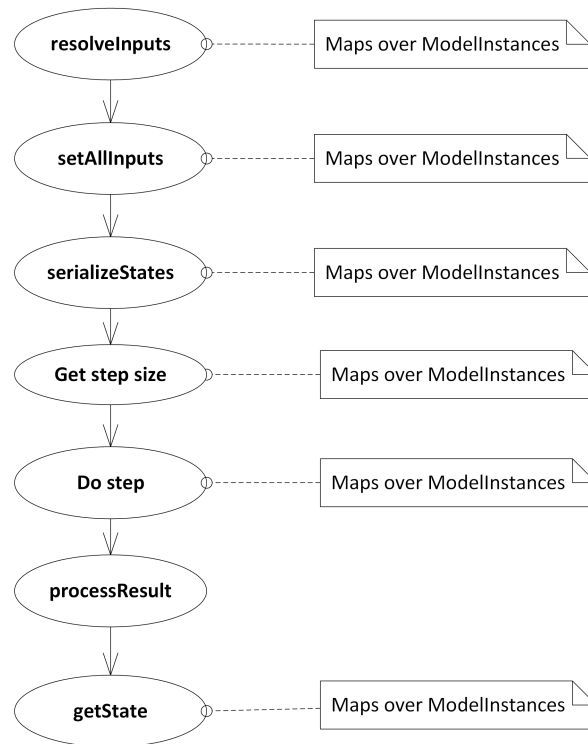 resolveInputs
Maps over ModelInstances
setAllInputs
Maps over ModelInstances
serializeStates
Maps over ModelInstances
Get step size
Maps over ModelInstances
Do step
Maps over ModelInstances
processResult
getState
Maps over ModelInstances